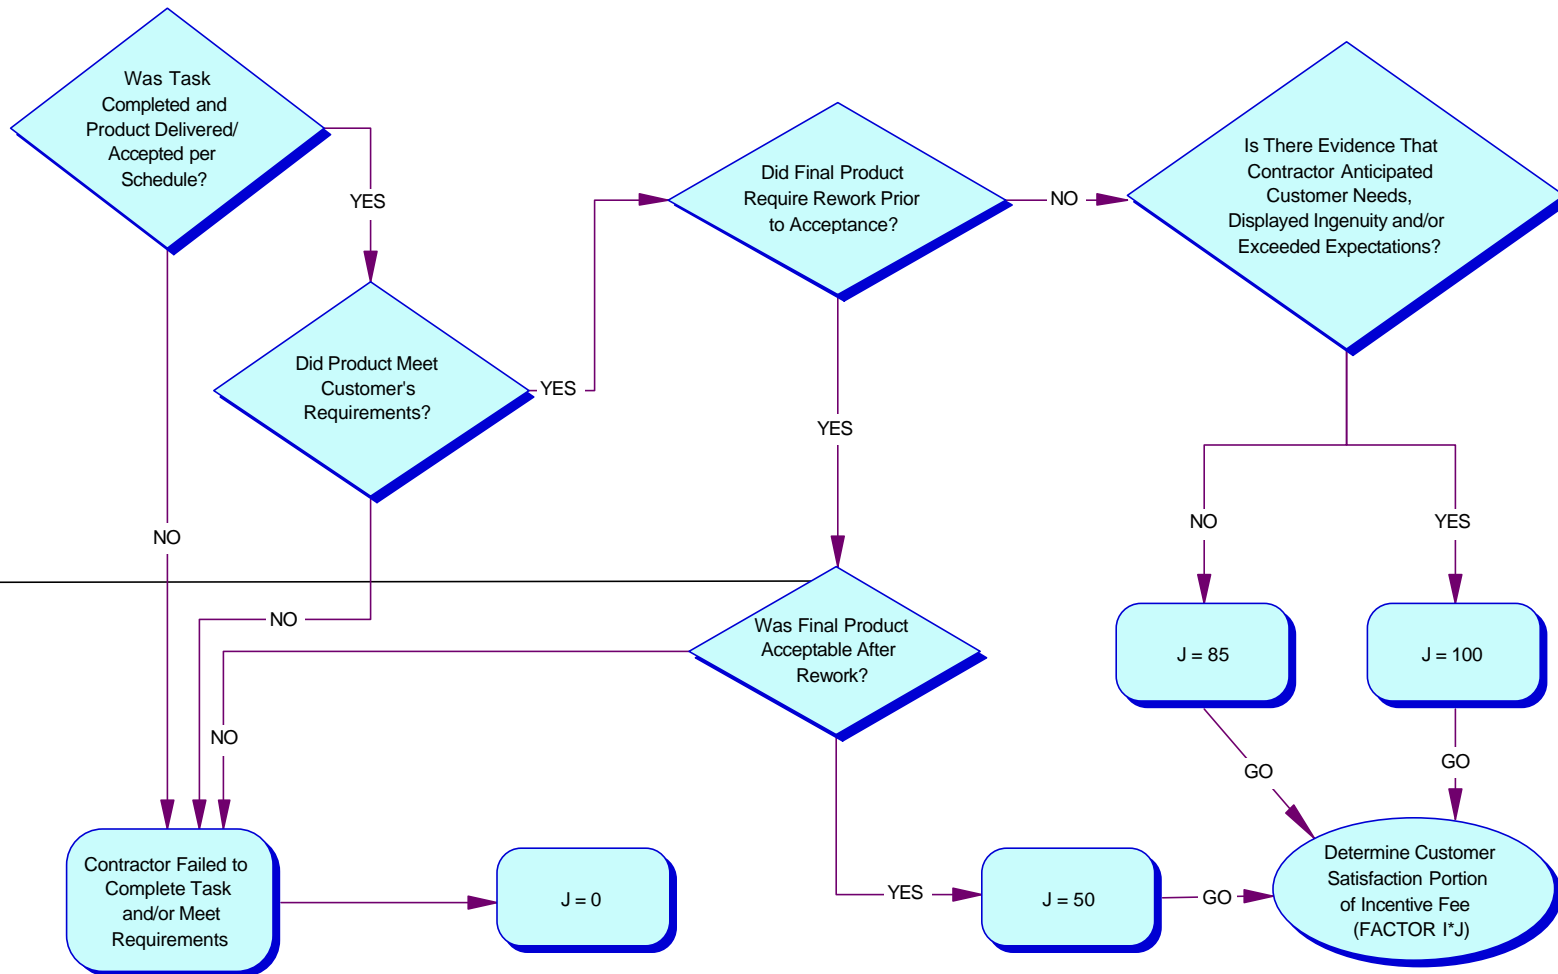 Was Task
Completed and
Product Delivered/
Accepted per
Schedule?
YES
NO
Did Product Meet
Customer's
Requirements?
YES
NO
Did Final Product
Require Rework Prior
to Acceptance?
NO
YES
Is There Evidence That
Contractor Anticipated
Customer Needs,
Displayed Ingenuity and/or
Exceeded Expectations?
NO
YES
Was Final Product
Acceptable After
Rework?
NO
YES
J = 85
J = 100
GO
GO
Contractor Failed to
Complete Task
and/or Meet
Requirements
J = 0
J = 50
GO
Determine Customer
Satisfaction Portion
of Incentive Fee
(FACTOR I*J)